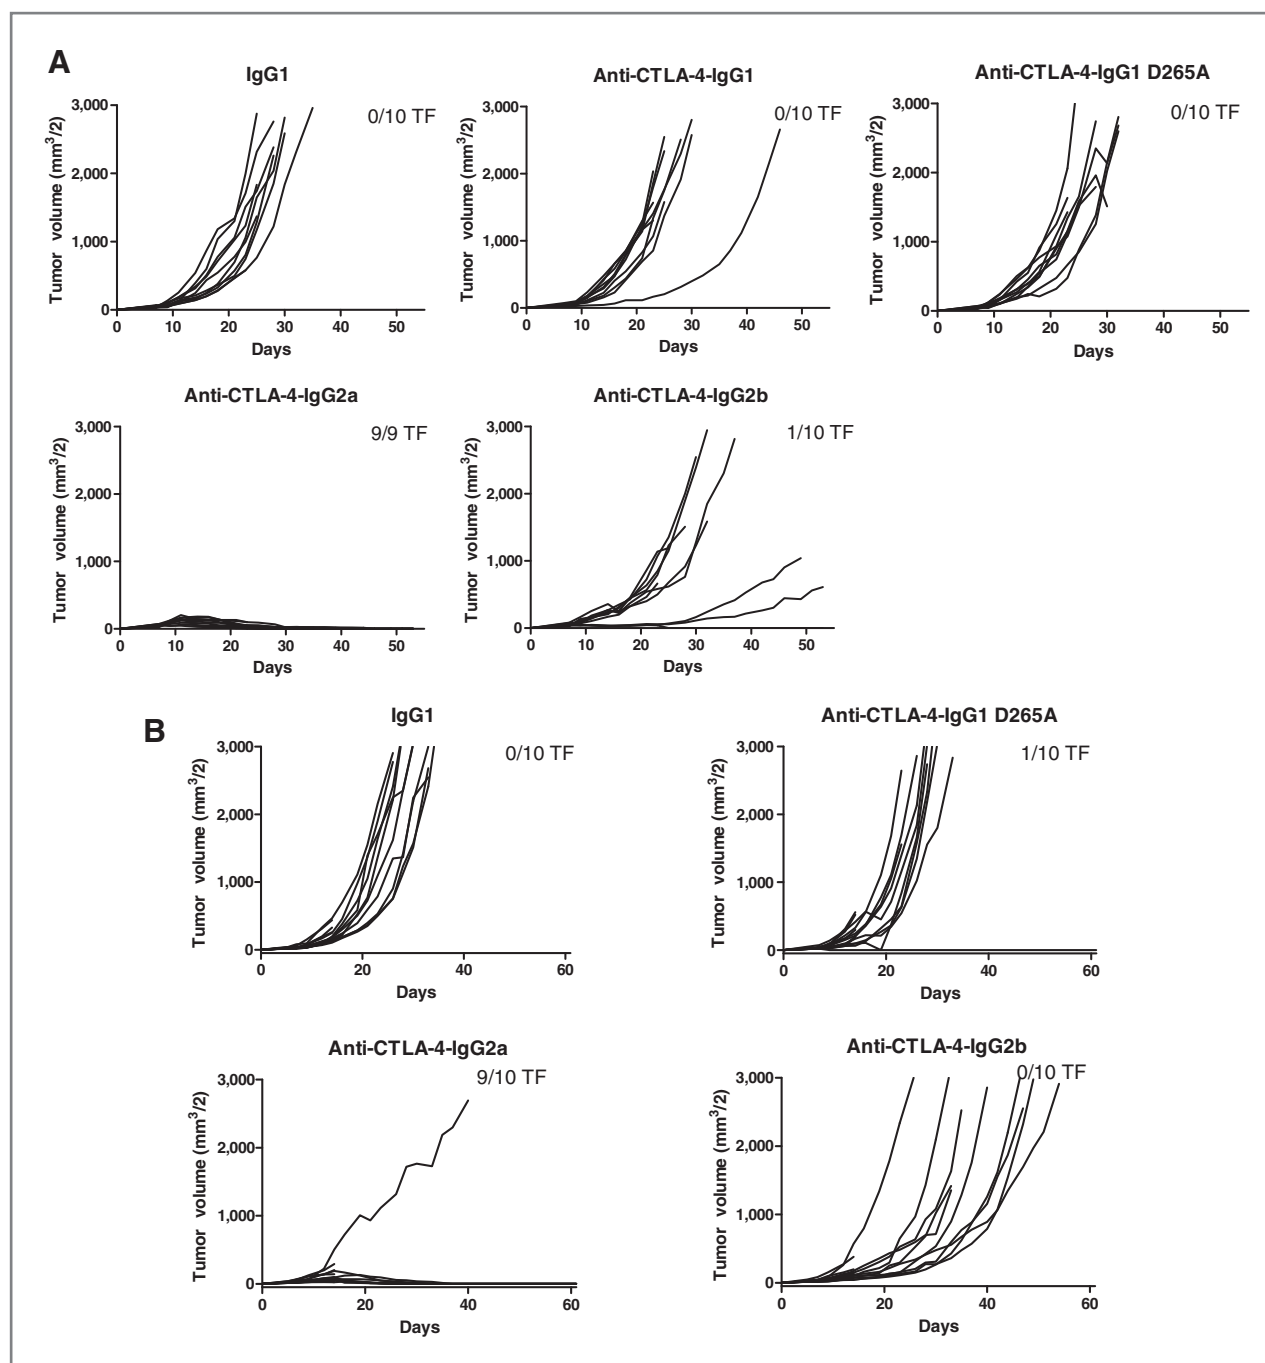 A
IgG1
0/10 TF
Tumor volume (mm³/2)
3,000
2,000
1,000
0
0 10 20 30 40 50
Days
Anti-CTLA-4-IgG1
0/10 TF
Tumor volume (mm³/2)
3,000
2,000
1,000
0
0 10 20 30 40 50
Days
Anti-CTLA-4-IgG1 D265A
0/10 TF
Tumor volume (mm³/2)
3,000
2,000
1,000
0
0 10 20 30 40 50
Days
Anti-CTLA-4-IgG2a
9/9 TF
Tumor volume (mm³/2)
3,000
2,000
1,000
0
0 10 20 30 40 50
Days
Anti-CTLA-4-IgG2b
1/10 TF
Tumor volume (mm³/2)
3,000
2,000
1,000
0
0 10 20 30 40 50
Days
B
IgG1
0/10 TF
Tumor volume (mm³/2)
3,000
2,000
1,000
0
0 20 40 60
Days
Anti-CTLA-4-IgG1 D265A
1/10 TF
Tumor volume (mm³/2)
3,000
2,000
1,000
0
0 20 40 60
Days
Anti-CTLA-4-IgG2a
9/10 TF
Tumor volume (mm³/2)
3,000
2,000
1,000
0
0 20 40 60
Days
Anti-CTLA-4-IgG2b
0/10 TF
Tumor volume (mm³/2)
3,000
2,000
1,000
0
0 20 40 60
Days